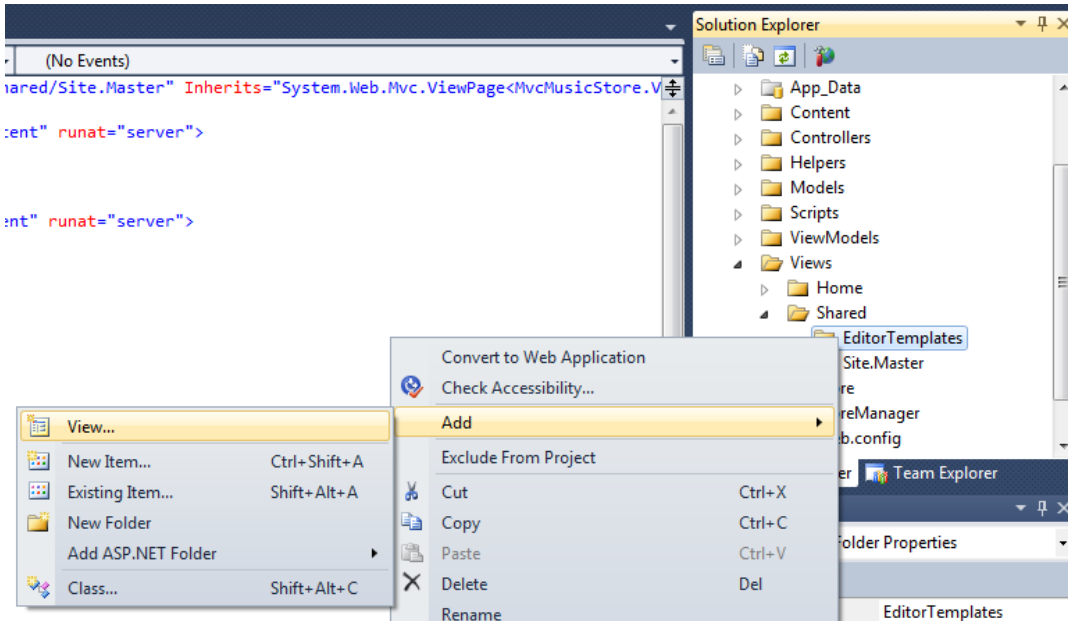 Solution Explorer
(No Events)
ared/Site.Master" Inherits="System.Web.Mvc.ViewPage<MvcMusicStore.V
tent" runat="server">
ent" runat="server">
App_Data
Content
Controllers
Helpers
Models
Scripts
ViewModels
Views
Home
Shared
EditorTemplates
Site.Master
re
reManager
b.config
er Team Explorer
Folder Properties
EditorTemplates
Convert to Web Application
Check Accessibility...
Add
Exclude From Project
Cut Ctrl+X
Copy Ctrl+C
Paste Ctrl+V
Delete Del
Rename
View...
New Item... Ctrl+Shift+A
Existing Item... Shift+Alt+A
New Folder
Add ASP.NET Folder
Class... Shift+Alt+C